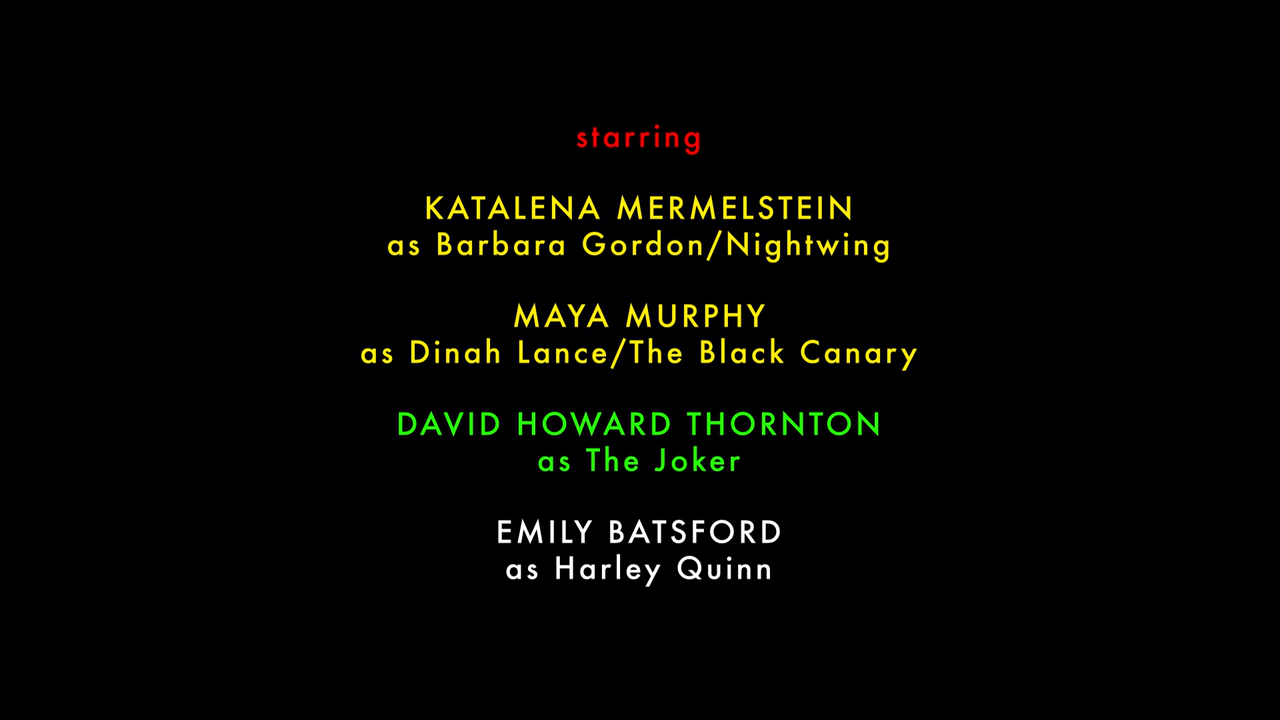 starring
KATALENA MERMELSTEIN
as Barbara Gordon/Nightwing
MAYA MURPHY
as Dinah Lance/The Black Canary
DAVID HOWARD THORNTON
as The Joker
EMILY BATSFORD
as Harley Quinn